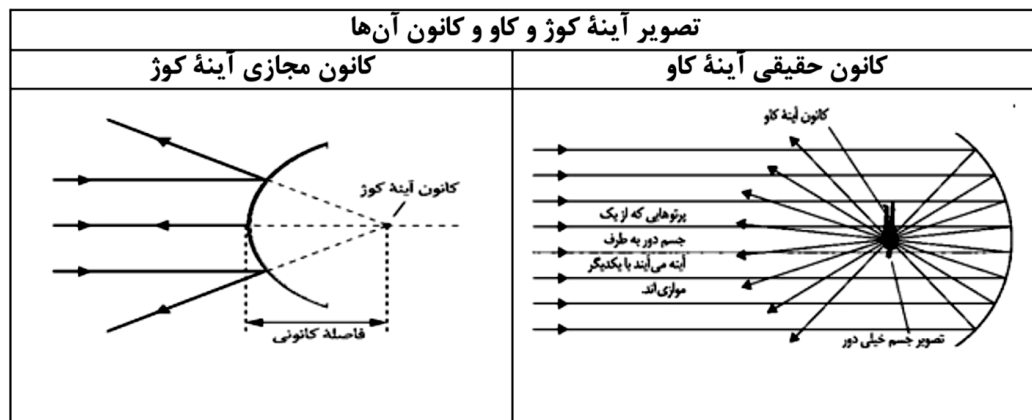 تصویر آینهٔ کوژ و کاو و کانون آن‌ها
کانون حقیقی آینهٔ کاو
کانون مجازی آینهٔ کوژ
کانون آینهٔ کاو
پرتوهایی که از یک
جسم دور به طرف
آینه می‌آیند با یکدیگر
موازی‌اند.
تصویر جسم خیلی دور
کانون آینهٔ کوژ
فاصلهٔ کانونی